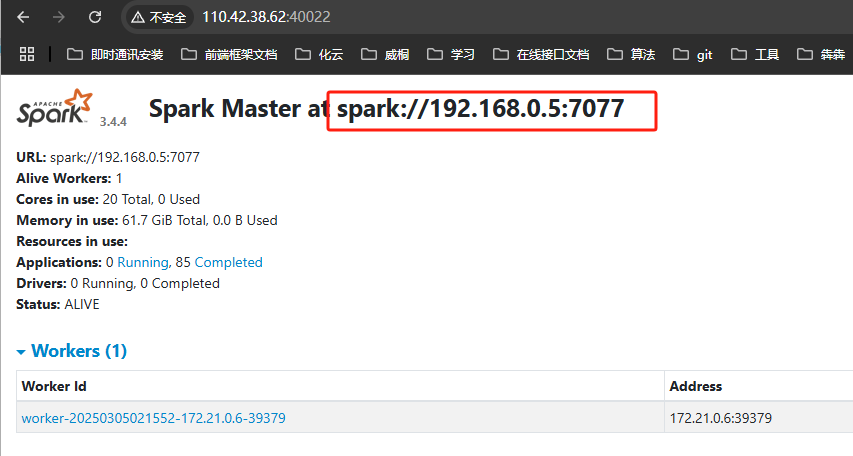 不安全 110.42.38.62:40022
即时通讯安装 前端框架文档 化云 威桐 学习 在线接口文档 算法 git 工具 犇犇
APACHE Spark 3.4.4 Spark Master at spark://192.168.0.5:7077
URL: spark://192.168.0.5:7077
Alive Workers: 1
Cores in use: 20 Total, 0 Used
Memory in use: 61.7 GiB Total, 0.0 B Used
Resources in use:
Applications: 0 Running, 85 Completed
Drivers: 0 Running, 0 Completed
Status: ALIVE
Workers (1)
Worker Id Address
worker-20250305021552-172.21.0.6-39379 172.21.0.6:39379